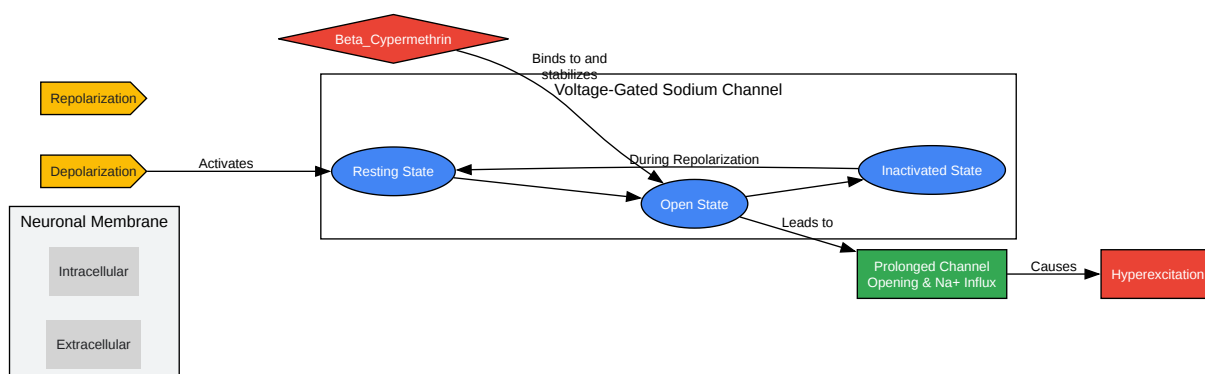 Beta_Cypermethrin
Binds to and
stabilizes
Voltage-Gated Sodium Channel
Repolarization
Depolarization
Activates
Resting State
During Repolarization
Inactivated State
Open State
Leads to
Neuronal Membrane
Intracellular
Extracellular
Prolonged Channel
Opening & Na+ Influx
Causes
Hyperexcitation